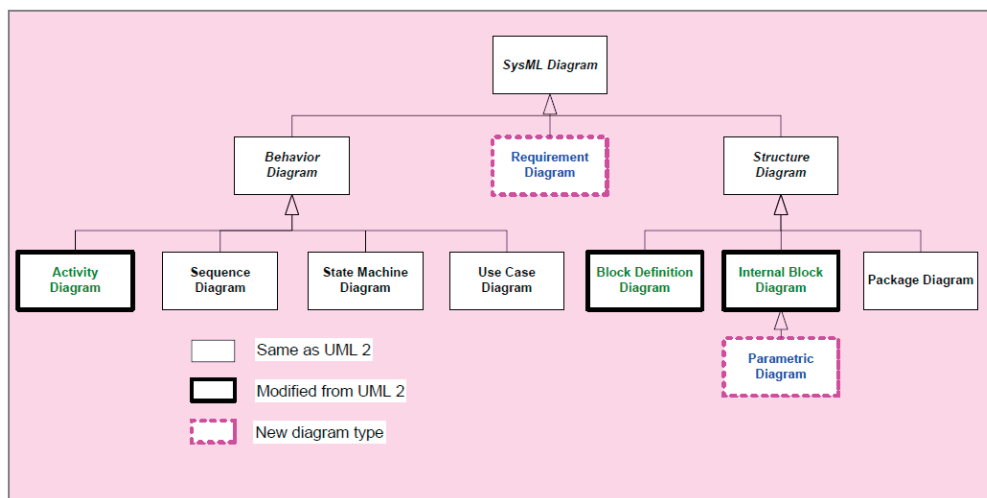 SysML Diagram
Behavior
Diagram
Requirement
Diagram
Structure
Diagram
Activity
Diagram
Sequence
Diagram
State Machine
Diagram
Use Case
Diagram
Block Definition
Diagram
Internal Block
Diagram
Package Diagram
Same as UML 2
Parametric
Diagram
Modified from UML 2
New diagram type